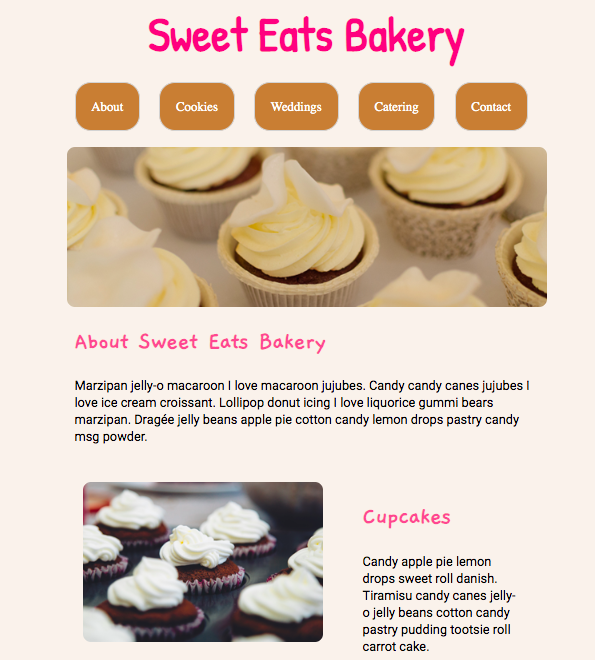 Sweet Eats Bakery
About Cookies Weddings Catering Contact
About Sweet Eats Bakery
Marzipan jelly-o macaroon I love macaroon jujubes. Candy candy canes jujubes I
love ice cream croissant. Lollipop donut icing I love liquorice gummi bears
marzipan. Dragée jelly beans apple pie cotton candy lemon drops pastry candy
msg powder.
Cupcakes
Candy apple pie lemon
drops sweet roll danish.
Tiramisu candy canes jelly-
o jelly beans cotton candy
pastry pudding tootsie roll
carrot cake.